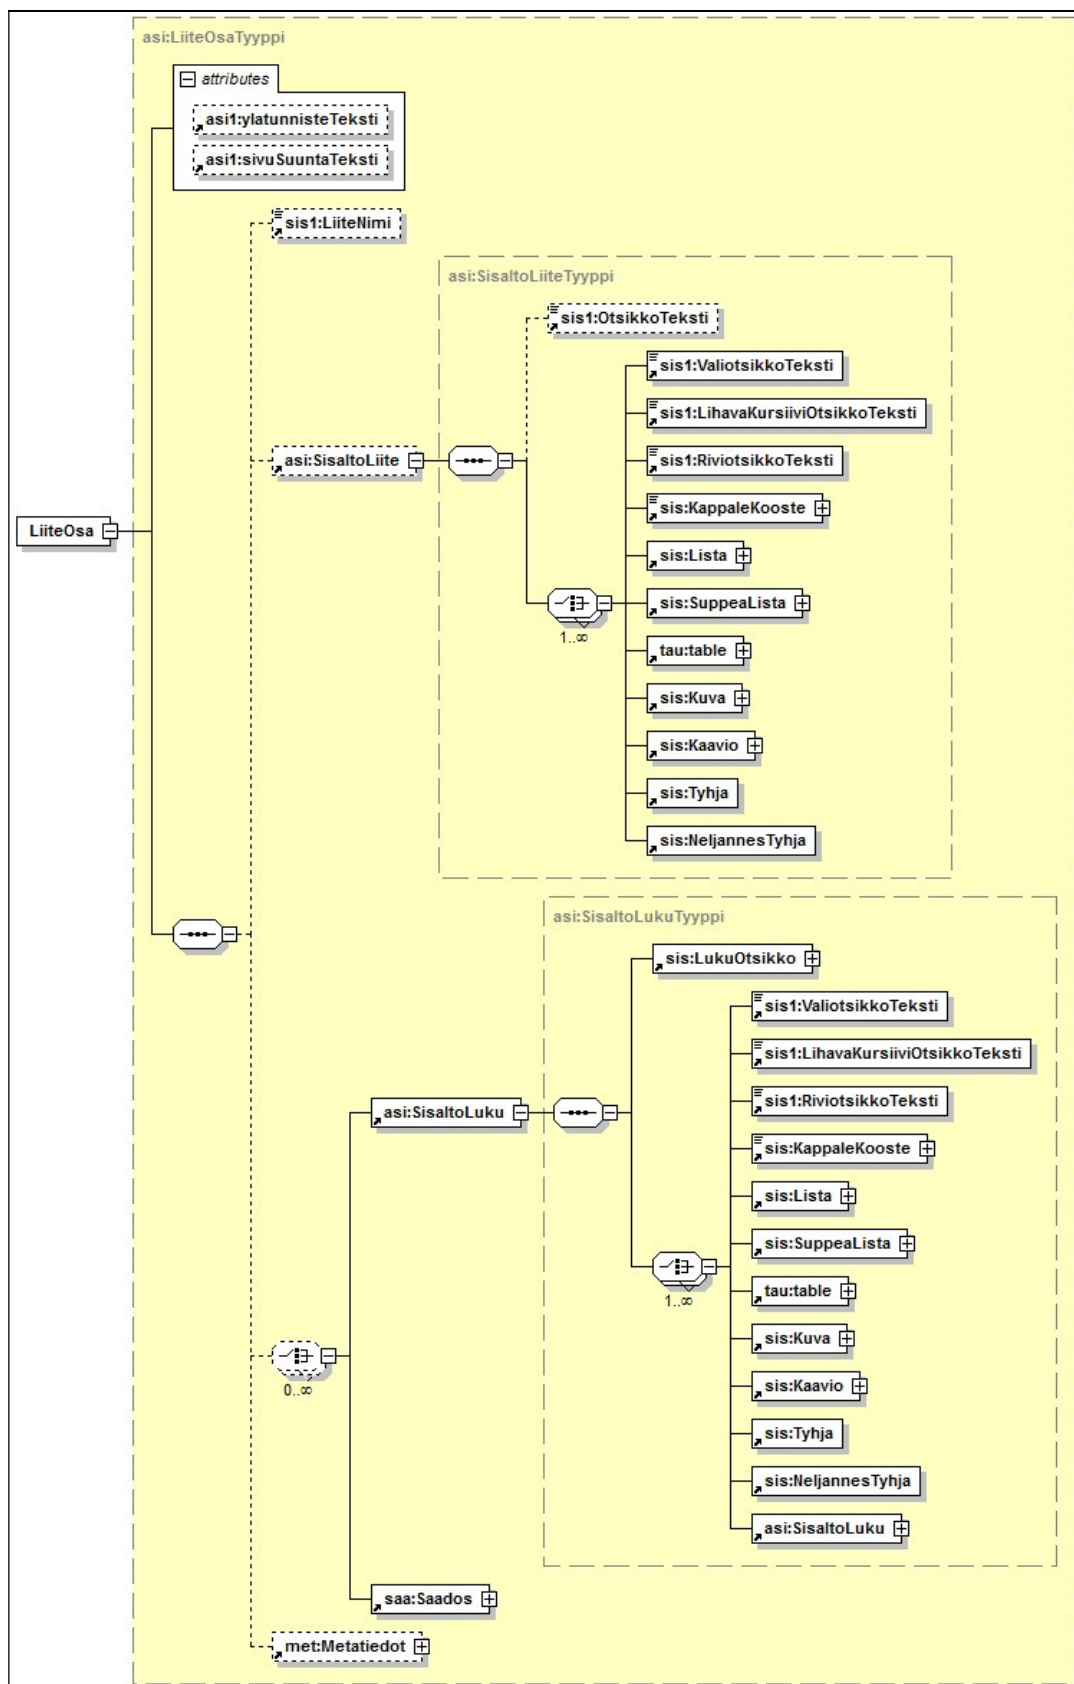 asi:LiiteOsaTyyppi
attributes
asi1:ylatunnisteTeksti
asi1:sivuSuuntaTeksti
sis1:LiiteNimi
asi:SisaltoLiiteTyyppi
sis1:OtsikkoTeksti
sis1:ValiotsikkoTeksti
sis1:LihavaKursiiviOtsikkoTeksti
asi:SisaltoLiite
sis1:RiviotsikkoTeksti
sis:KappaleKooste
LiiteOsa
sis:Lista
sis:SuppeaLista
1..∞
tau:table
sis:Kuva
sis:Kaavio
sis:Tyhja
sis:NeljannesTyhja
asi:SisaltoLukuTyyppi
sis:LukuOtsikko
sis1:ValiotsikkoTeksti
sis1:LihavaKursiiviOtsikkoTeksti
asi:SisaltoLuku
sis1:RiviotsikkoTeksti
sis:KappaleKooste
sis:Lista
sis:SuppeaLista
tau:table
1..∞
sis:Kuva
sis:Kaavio
0..∞
sis:Tyhja
sis:NeljannesTyhja
asi:SisaltoLuku
saa:Saados
met:Metatiedot